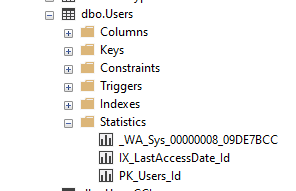 dbo.Users
Columns
Keys
Constraints
Triggers
Indexes
Statistics
_WA_Sys_00000008_09DE7BCC
IX_LastAccessDate_Id
PK_Users_Id